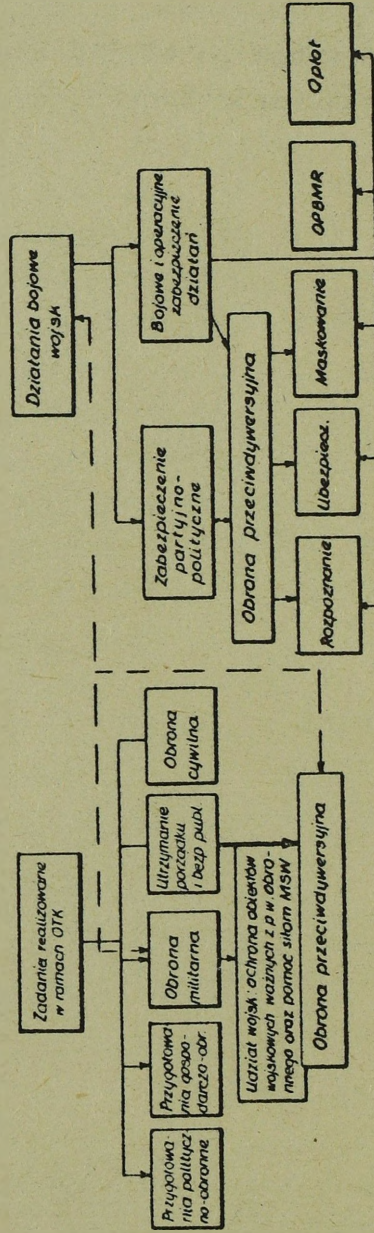 Zadania realizowane
w ramach OTK
Przygotowa-
nia politycz-
no-obronne
Przygotowa-
nia gospo-
darczo-obr.
Obrona
militarna
Utrzymanie
porządku
i bezp publ.
Obrona
cywilna
Udział wojsk: ochrona obiektów
wojskowych ważnych z p w. obro-
nnego oraz pomoc siłom MSW
Obrona przeciwdywersyjna
Działania bojowe
wojsk
Zabezpieczenie
partyjno-
polityczne
Bojowe i operacyjne
zabezpieczenie
działań
Obrona przeciwdywersyjna
Rozpoznanie
Ubezpiecz.
Maskowanie
OPBMR
Oplot